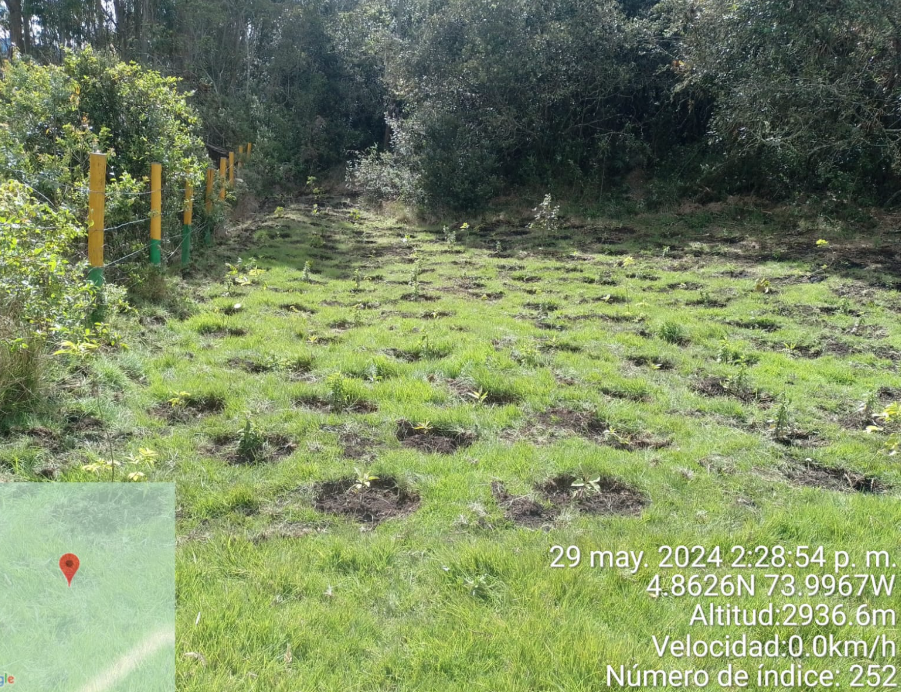 29 may. 2024 2:28:54 p. m.
4.8626N 73.9967W
Altitud:2936.6m
Velocidad:0.0km/h
Número de índice: 252
gle